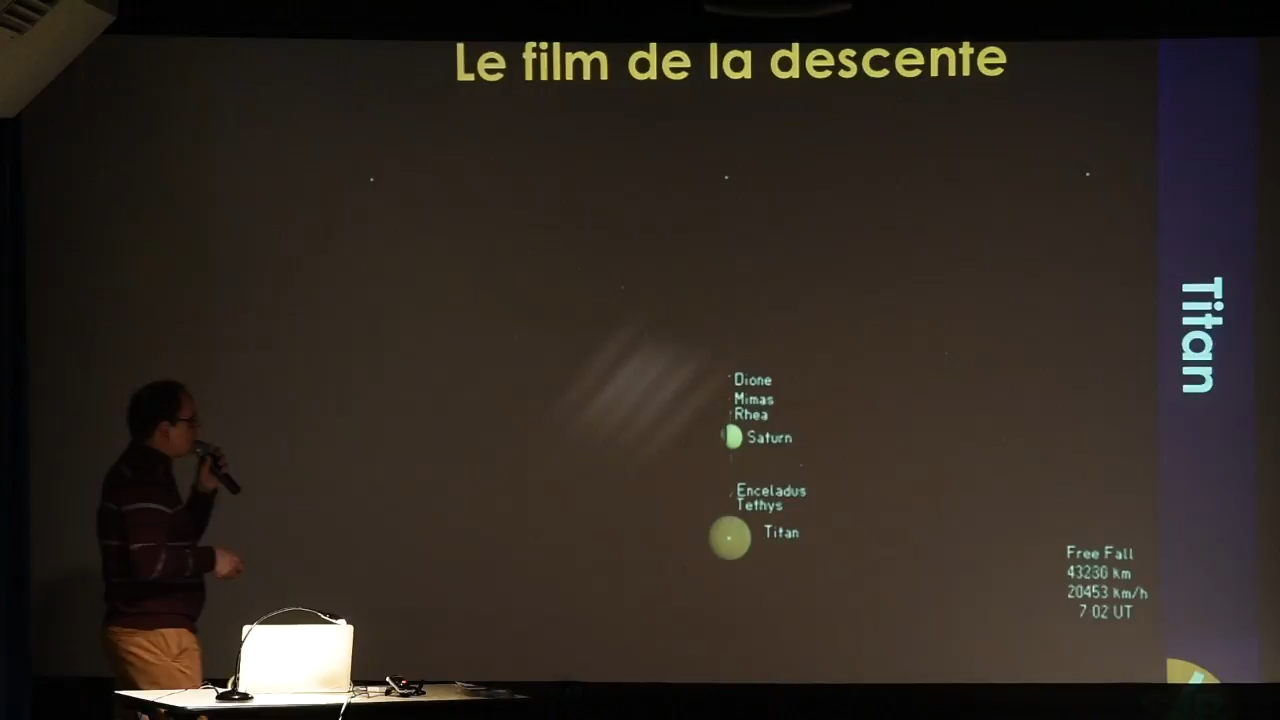 Le film de la descente
Titan
Dione
Mimas
Rhea
Saturn
Enceladus
Tethys
Titan
Free Fall
43230 km
20453 km/h
7 02 UT